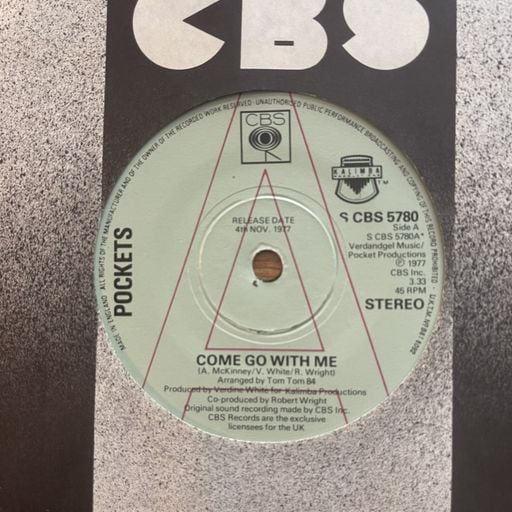 CBS
ALL RIGHTS OF THE MANUFACTURER AND OF THE OWNER OF THE RECORDED WORK RESERVED · UNAUTHORISED PUBLIC PERFORMANCE BROADCASTING AND COPYING OF THIS RECORD PROHIBITED
MADE IN ENGLAND
CBS
KALIMBA
TM
RELEASE DATE
4th NOV. 1977
S CBS 5780
Side A
S CBS 5780A*
Verdandgel Music/
Pocket Productions
℗ 1977
CBS Inc.
3.33
45 RPM
STEREO
POCKETS
A
COME GO WITH ME
(A. McKinney/V. White/R. Wright)
Arranged by Tom Tom 84
Produced by Verdine White for Kalimba Productions
Co-produced by Robert Wright
Original sound recording made by CBS Inc.
CBS Records are the exclusive
licensees for the UK